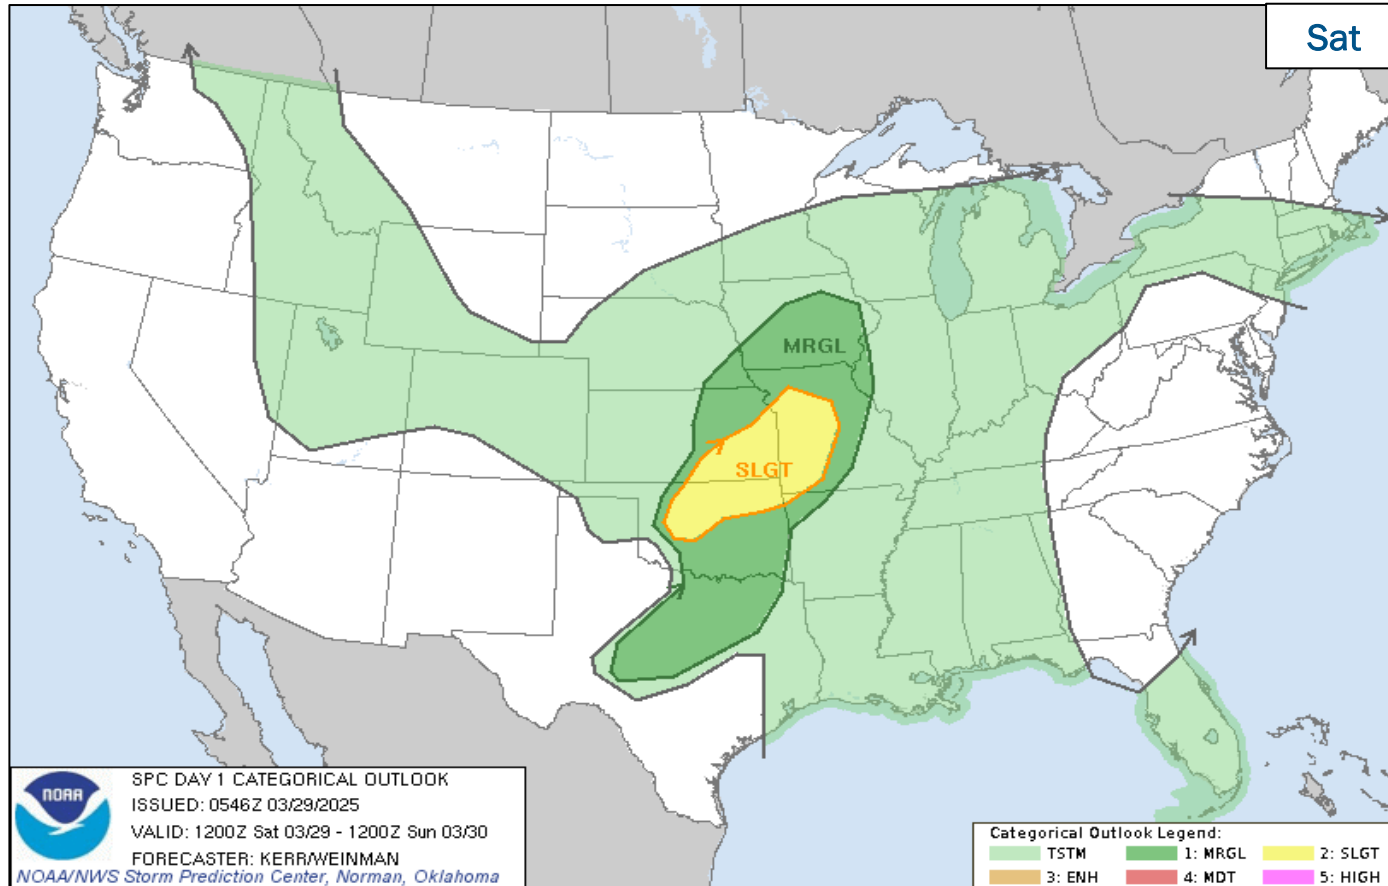 Sat
MRGL
SLGT
NOAA
SPC DAY 1 CATEGORICAL OUTLOOK
ISSUED: 0546Z 03/29/2025
VALID: 1200Z Sat 03/29 - 1200Z Sun 03/30
FORECASTER: KERR/WEINMAN
NOAA/NWS Storm Prediction Center, Norman, Oklahoma
Categorical Outlook Legend:
TSTM 1: MRGL 2: SLGT
3: ENH 4: MDT 5: HIGH